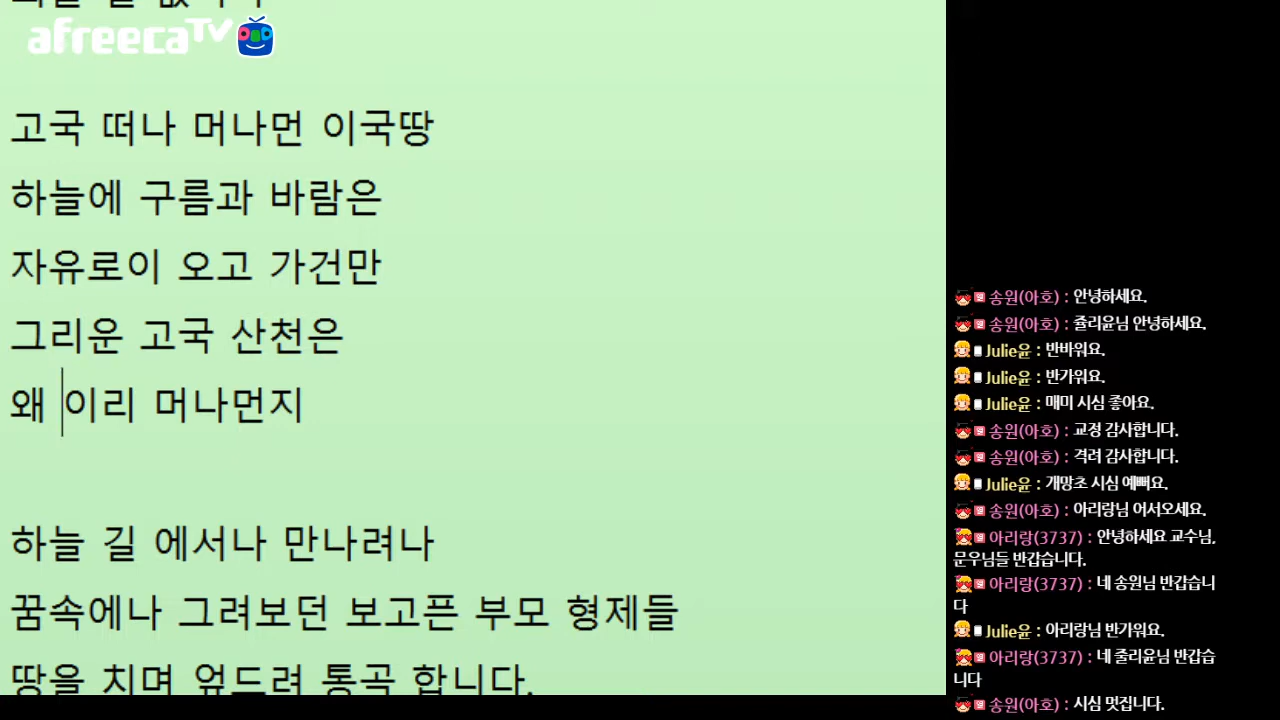 afreecaTV
고국 떠나 머나먼 이국땅
하늘에 구름과 바람은
자유로이 오고 가건만
그리운 고국 산천은
왜 이리 머나먼지
하늘 길 에서나 만나려나
꿈속에나 그려보던 보고픈 부모 형제들
땅을 치며 엎드려 통곡 합니다.
송원(아호) : 안녕하세요.
송원(아호) : 쥴리윤님 안녕하세요.
Julie윤 : 반바워요.
Julie윤 : 반가워요.
Julie윤 : 매미 시심 좋아요.
송원(아호) : 교정 감사합니다.
송원(아호) : 격려 감사합니다.
Julie윤 : 개망초 시심 예뻐요.
송원(아호) : 아리랑님 어서오세요.
아리랑(3737) : 안녕하세요 교수님,
문우님들 반갑습니다.
아리랑(3737) : 네 송원님 반갑습니
다
Julie윤 : 아리랑님 반가워요.
아리랑(3737) : 네 줄리윤님 반갑습
니다
송원(아호) : 시심 멋집니다.